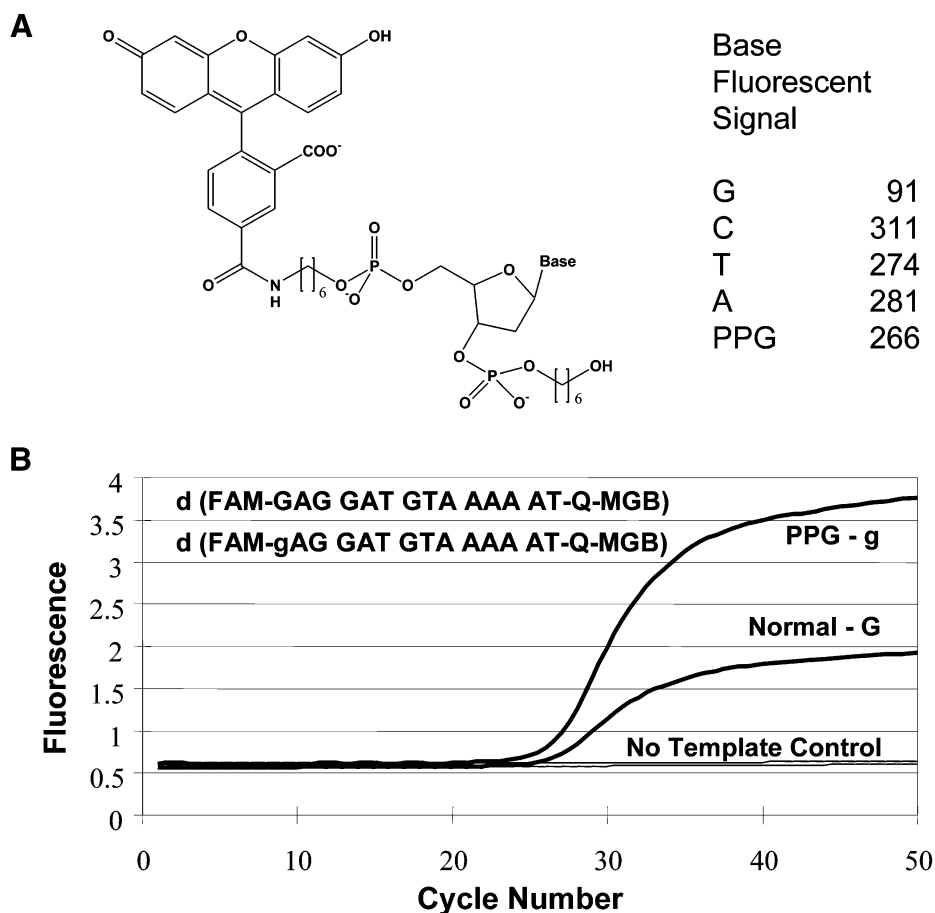 A
O
O
OH
COO-
O
O
N
H
6
O
P
-O
O
O
Base
O
P
O
O
O-
6
OH
Base
Fluorescent
Signal
G 91
C 311
T 274
A 281
PPG 266
B
d (FAM-GAG GAT GTA AAA AT-Q-MGB)
d (FAM-gAG GAT GTA AAA AT-Q-MGB)
PPG - g
Normal - G
No Template Control
Fluorescence
4
3.5
3
2.5
2
1.5
1
0.5
0
0 10 20 30 40 50
Cycle Number